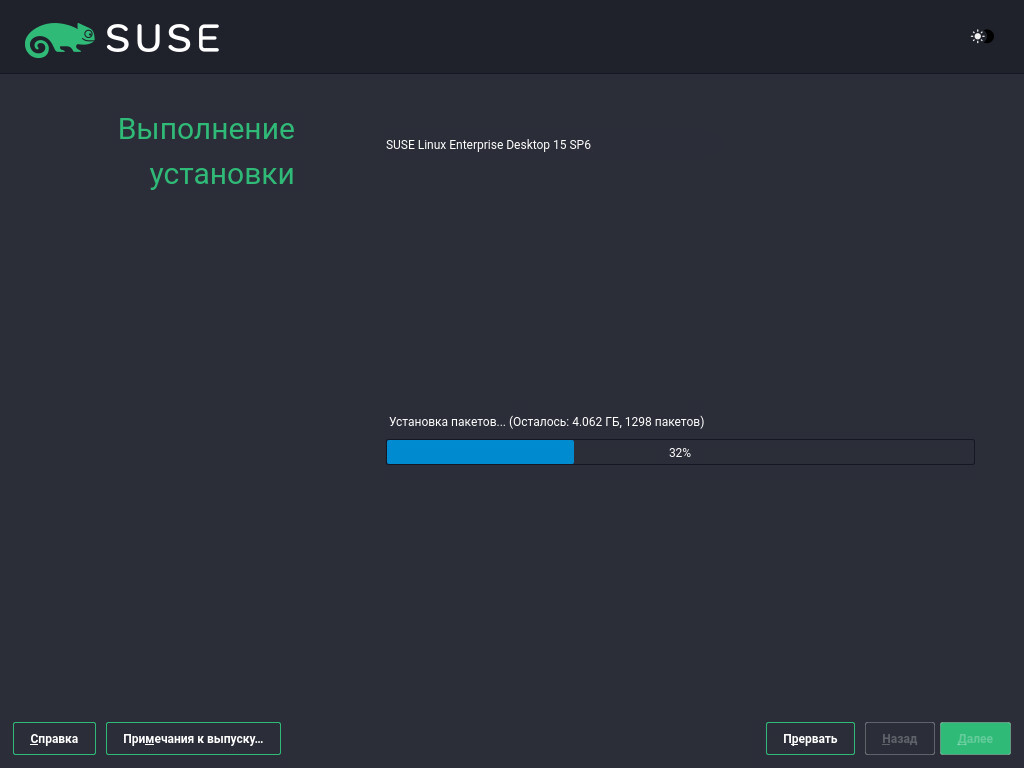 SUSE
Выполнение
установки
SUSE Linux Enterprise Desktop 15 SP6
Установка пакетов... (Осталось: 4.062 ГБ, 1298 пакетов)
32%
Справка
Примечания к выпуску...
Прервать
Назад
Далее